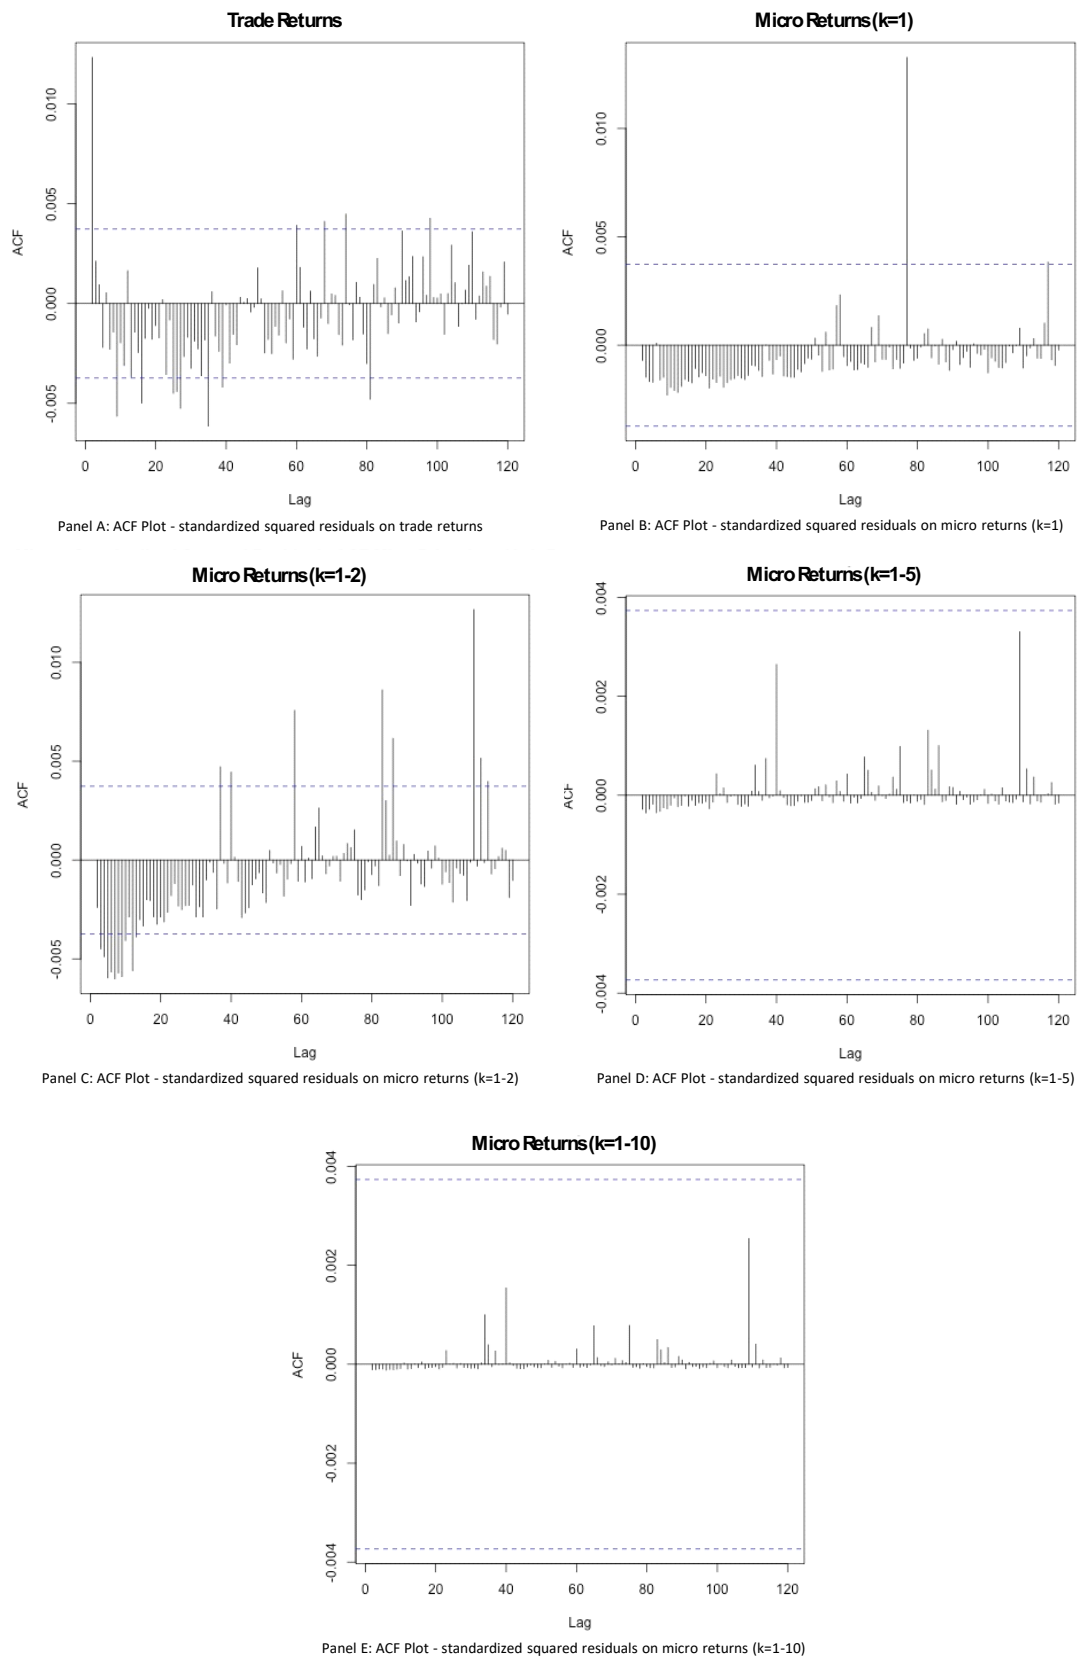 Trade Returns
ACF
0.010
0.005
0.000
-0.005
0 20 40 60 80 100 120
Lag
Panel A: ACF Plot - standardized squared residuals on trade returns
Micro Returns (k=1)
ACF
0.010
0.005
0.000
0 20 40 60 80 100 120
Lag
Panel B: ACF Plot - standardized squared residuals on micro returns (k=1)
Micro Returns (k=1-2)
ACF
0.010
0.005
0.000
-0.005
0 20 40 60 80 100 120
Lag
Panel C: ACF Plot - standardized squared residuals on micro returns (k=1-2)
Micro Returns (k=1-5)
ACF
0.004
0.002
0.000
-0.002
-0.004
0 20 40 60 80 100 120
Lag
Panel D: ACF Plot - standardized squared residuals on micro returns (k=1-5)
Micro Returns (k=1-10)
ACF
0.004
0.002
0.000
-0.002
-0.004
0 20 40 60 80 100 120
Lag
Panel E: ACF Plot - standardized squared residuals on micro returns (k=1-10)